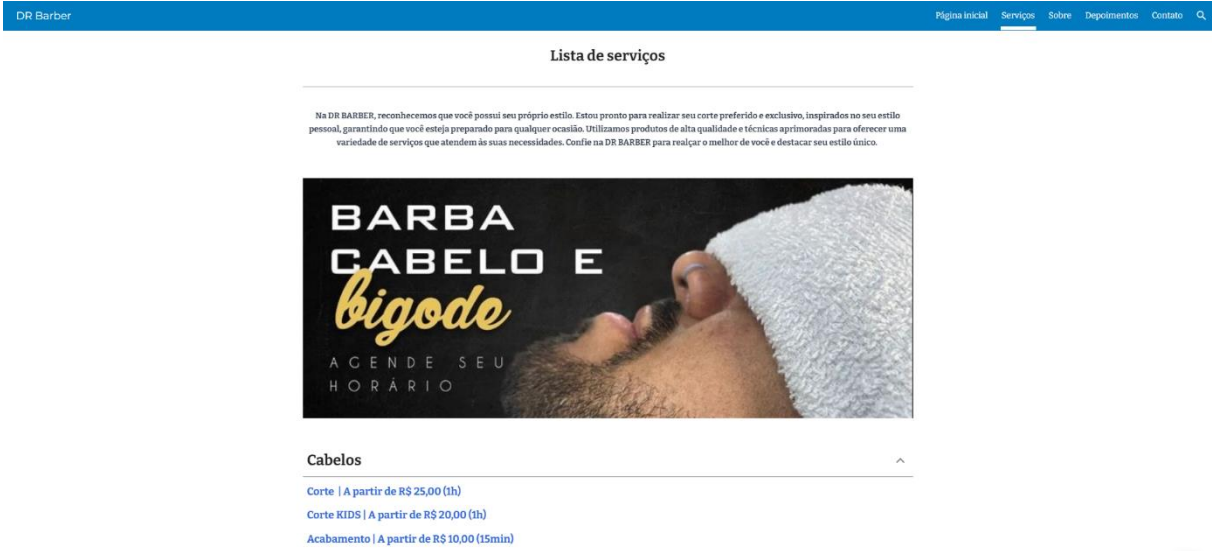 DR Barber
Página inicial Serviços Sobre Depoimentos Contato
Lista de serviços
Na DR BARBER, reconhecemos que você possui seu próprio estilo. Estou pronto para realizar seu corte preferido e exclusivo, inspirados no seu estilo
pessoal, garantindo que você esteja preparado para qualquer ocasião. Utilizamos produtos de alta qualidade e técnicas aprimoradas para oferecer uma
variedade de serviços que atendem às suas necessidades. Confie na DR BARBER para realçar o melhor de você e destacar seu estilo único.
BARBA
CABELO E
bigode
AGENDE SEU
HORÁRIO
Cabelos
Corte | A partir de R$ 25,00 (1h)
Corte KIDS | A partir de R$ 20,00 (1h)
Acabamento | A partir de R$ 10,00 (15min)